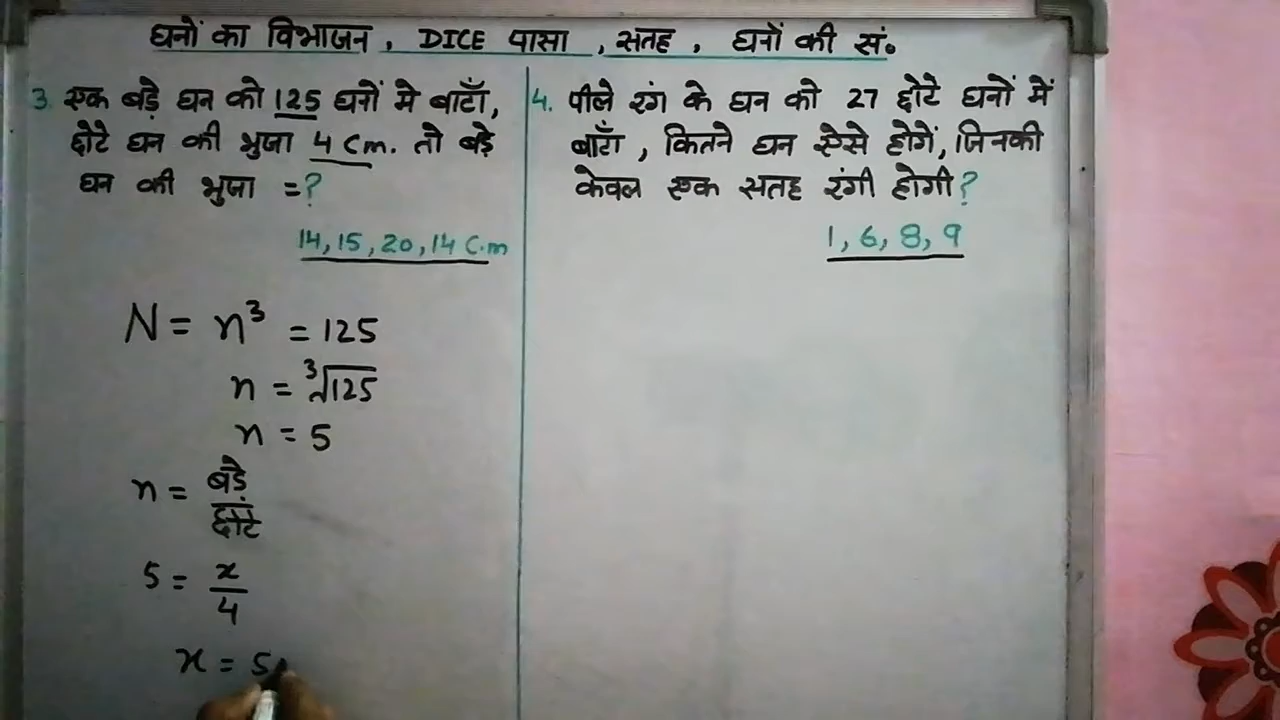 घनों का विभाजन , DICE पासा , सतह , घनों की सं.
3. एक बड़े घन को 125 घनों मे बाटाँ,
छोटे घन की भुजा 4 Cm. तो बड़े
घन की भुजा = ?
14, 15, 20, 14 C.m
N = n³ = 125
n = ³√125
n = 5
n = बड़े / छोटे
5 = x / 4
x = 5
4. पीले रंग के घन को 27 छोटे घनों में
बाटाँ , कितने घन ऐसे होगें, जिनकी
केवल एक सतह रंगी होगी ?
1, 6, 8, 9